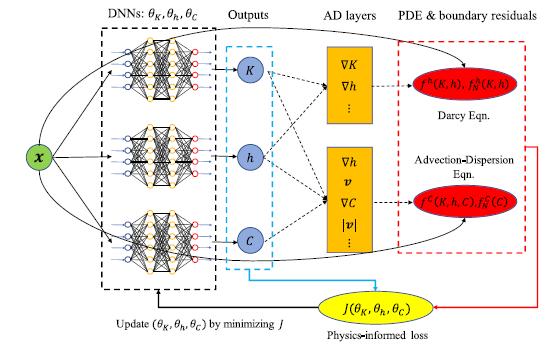 DNNs: θ_K, θ_h, θ_C
Outputs
AD layers
PDE & boundary residuals
K
∇K
∇h
⋮
f^h(K, h), f_N^h(K, h)
Darcy Eqn.
x
h
Advection-Dispersion
Eqn.
∇h
v
∇C
|v|
⋮
f^C(K, h, C), f_N^C(C)
C
J(θ_K, θ_h, θ_C)
Update (θ_K, θ_h, θ_C) by minimizing J
Physics-informed loss